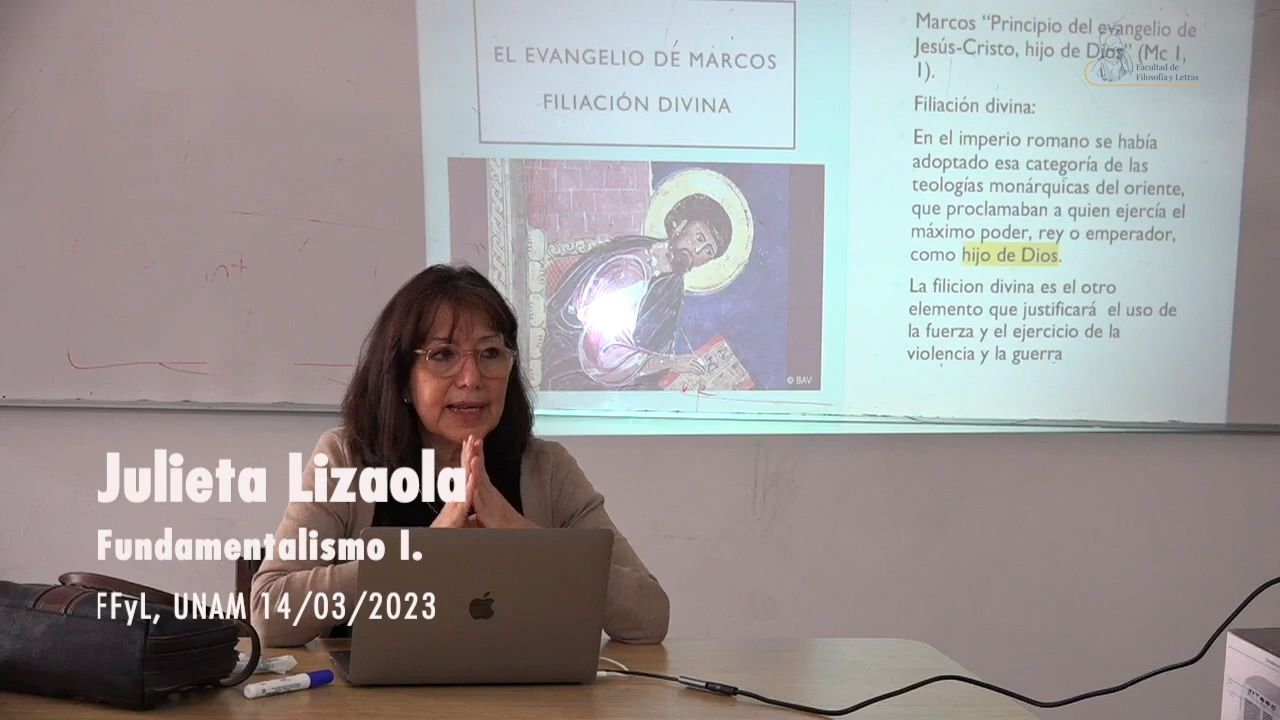 EL EVANGELIO DE MARCOS
FILIACIÓN DIVINA
© BAV
Marcos “Principio del evangelio de
Jesús-Cristo, hijo de Dios” (Mc 1,
1).
Filiación divina:
En el imperio romano se había
adoptado esa categoría de las
teologías monárquicas del oriente,
que proclamaban a quien ejercía el
máximo poder, rey o emperador,
como hijo de Dios.
La filicion divina es el otro
elemento que justificará el uso de
la fuerza y el ejercicio de la
violencia y la guerra
Facultad de
Filosofía y Letras
Julieta Lizaola
Fundamentalismo I.
FFyL, UNAM 14/03/2023